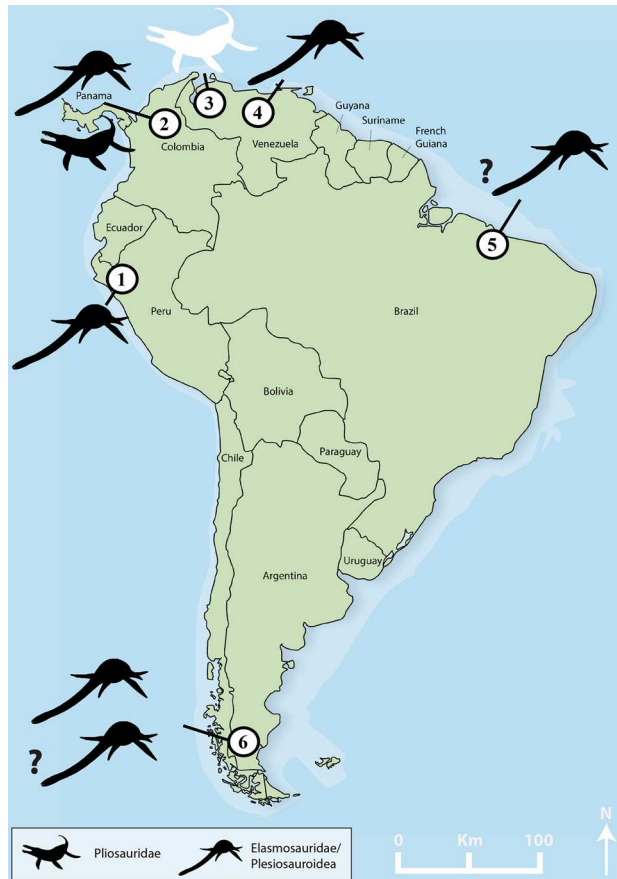 Panama
3
4
2
Guyana
Suriname
French
Guiana
Colombia
Venezuela
?
5
Ecuador
1
Peru
Brazil
Bolivia
Chile
Paraguay
Uruguay
Argentina
6
?
N
Pliosauridae
Elasmosauridae/
Plesiosauroidea
0 Km 100